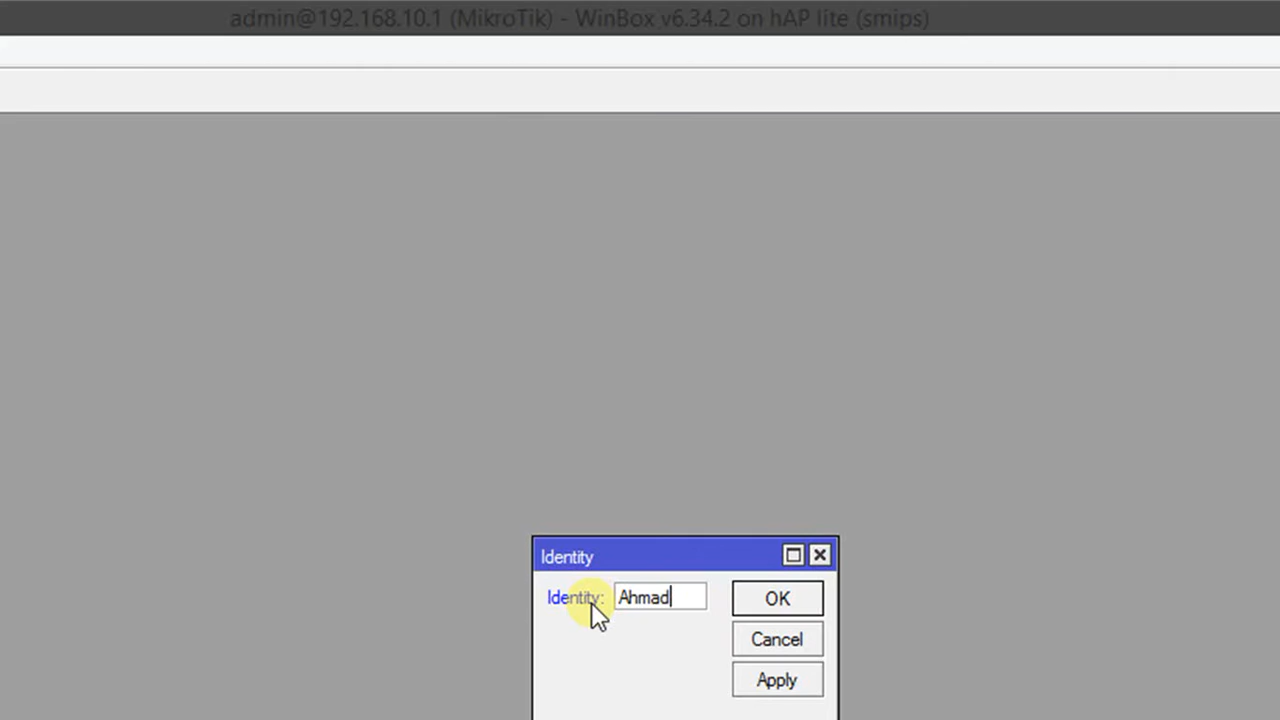 admin@192.168.10.1 (MikroTik) - WinBox v6.34.2 on hAP lite (smips)
Identity
Identity: Ahmad OK
Cancel
Apply